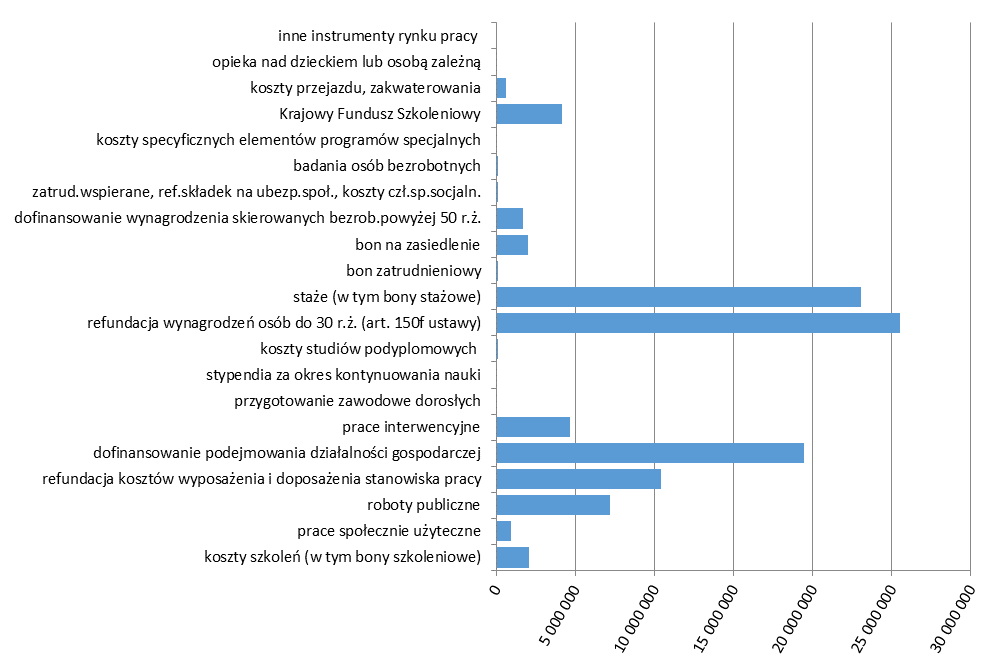 inne instrumenty rynku pracy
opieka nad dzieckiem lub osobą zależną
koszty przejazdu, zakwaterowania
Krajowy Fundusz Szkoleniowy
koszty specyficznych elementów programów specjalnych
badania osób bezrobotnych
zatrud.wspierane, ref.składek na ubezp.społ., koszty czł.sp.socjaln.
dofinansowanie wynagrodzenia skierowanych bezrob.powyżej 50 r.ż.
bon na zasiedlenie
bon zatrudnieniowy
staże (w tym bony stażowe)
refundacja wynagrodzeń osób do 30 r.ż. (art. 150f ustawy)
koszty studiów podyplomowych
stypendia za okres kontynuowania nauki
przygotowanie zawodowe dorosłych
prace interwencyjne
dofinansowanie podejmowania działalności gospodarczej
refundacja kosztów wyposażenia i doposażenia stanowiska pracy
roboty publiczne
prace społecznie użyteczne
koszty szkoleń (w tym bony szkoleniowe)
0
5 000 000
10 000 000
15 000 000
20 000 000
25 000 000
30 000 000